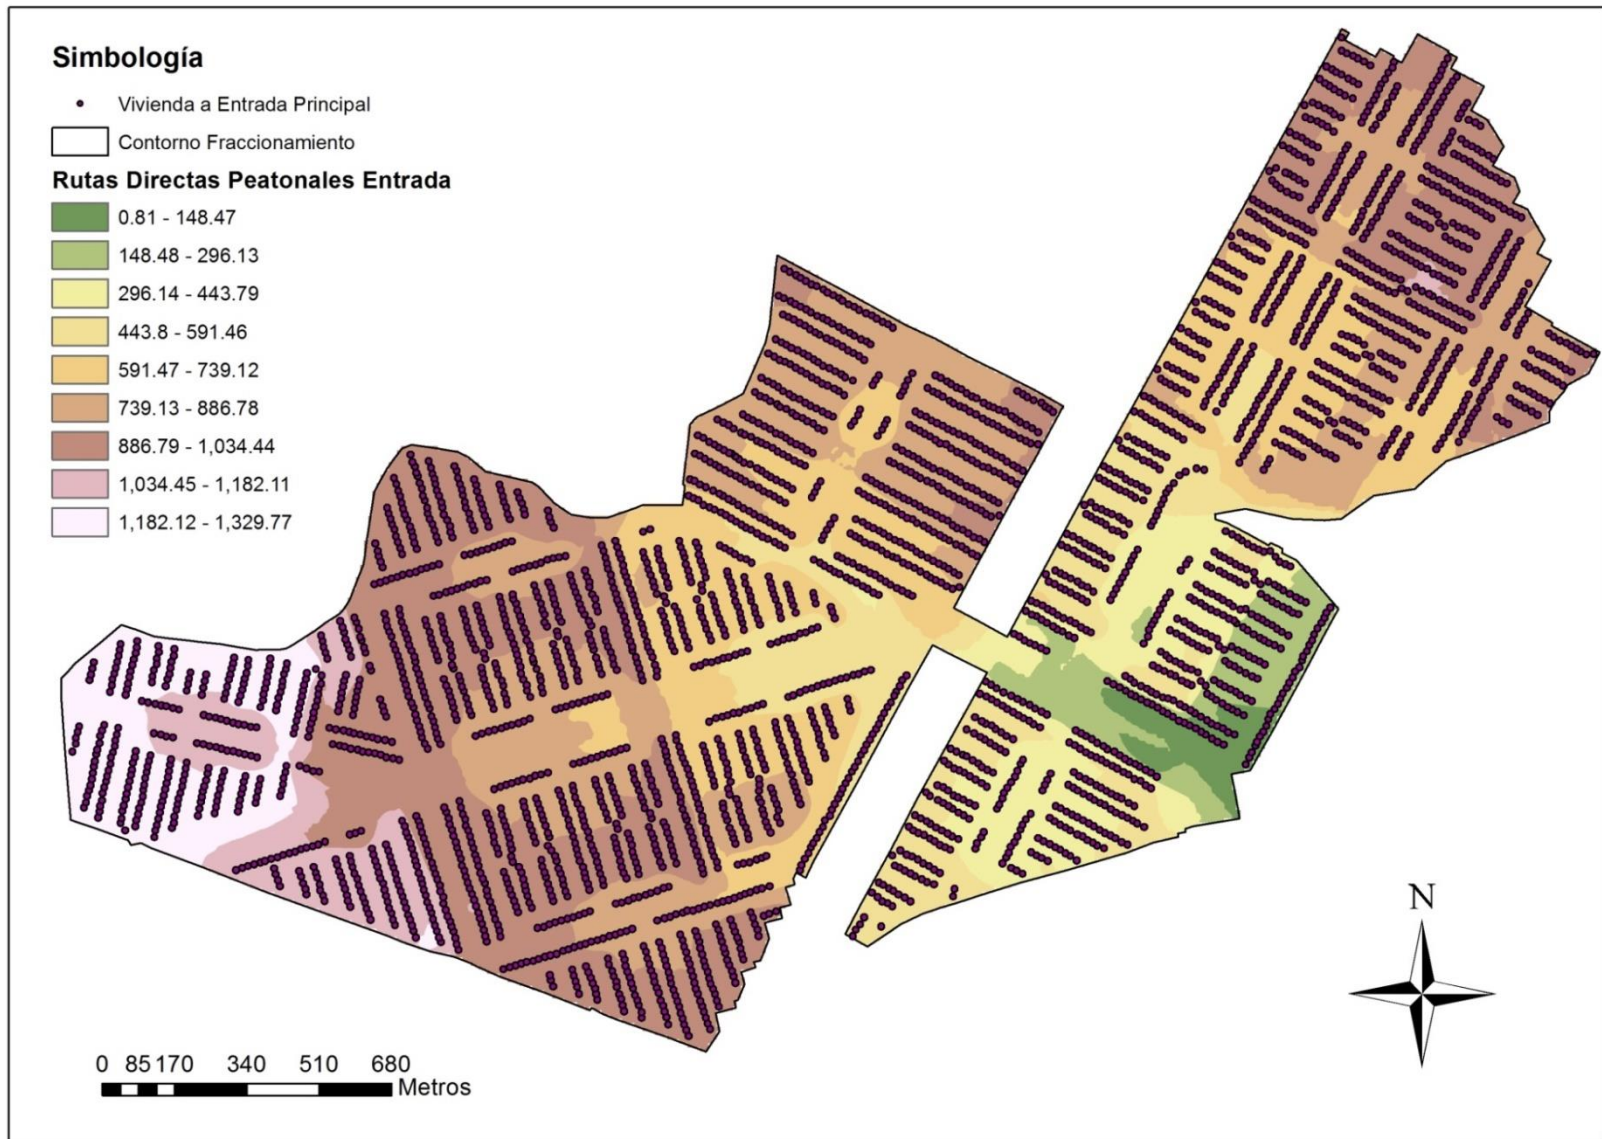 Simbología
Vivienda a Entrada Principal
Contorno Fraccionamiento
Rutas Directas Peatonales Entrada
0.81 - 148.47
148.48 - 296.13
296.14 - 443.79
443.8 - 591.46
591.47 - 739.12
739.13 - 886.78
886.79 - 1,034.44
1,034.45 - 1,182.11
1,182.12 - 1,329.77
N
0 85 170 340 510 680
Metros